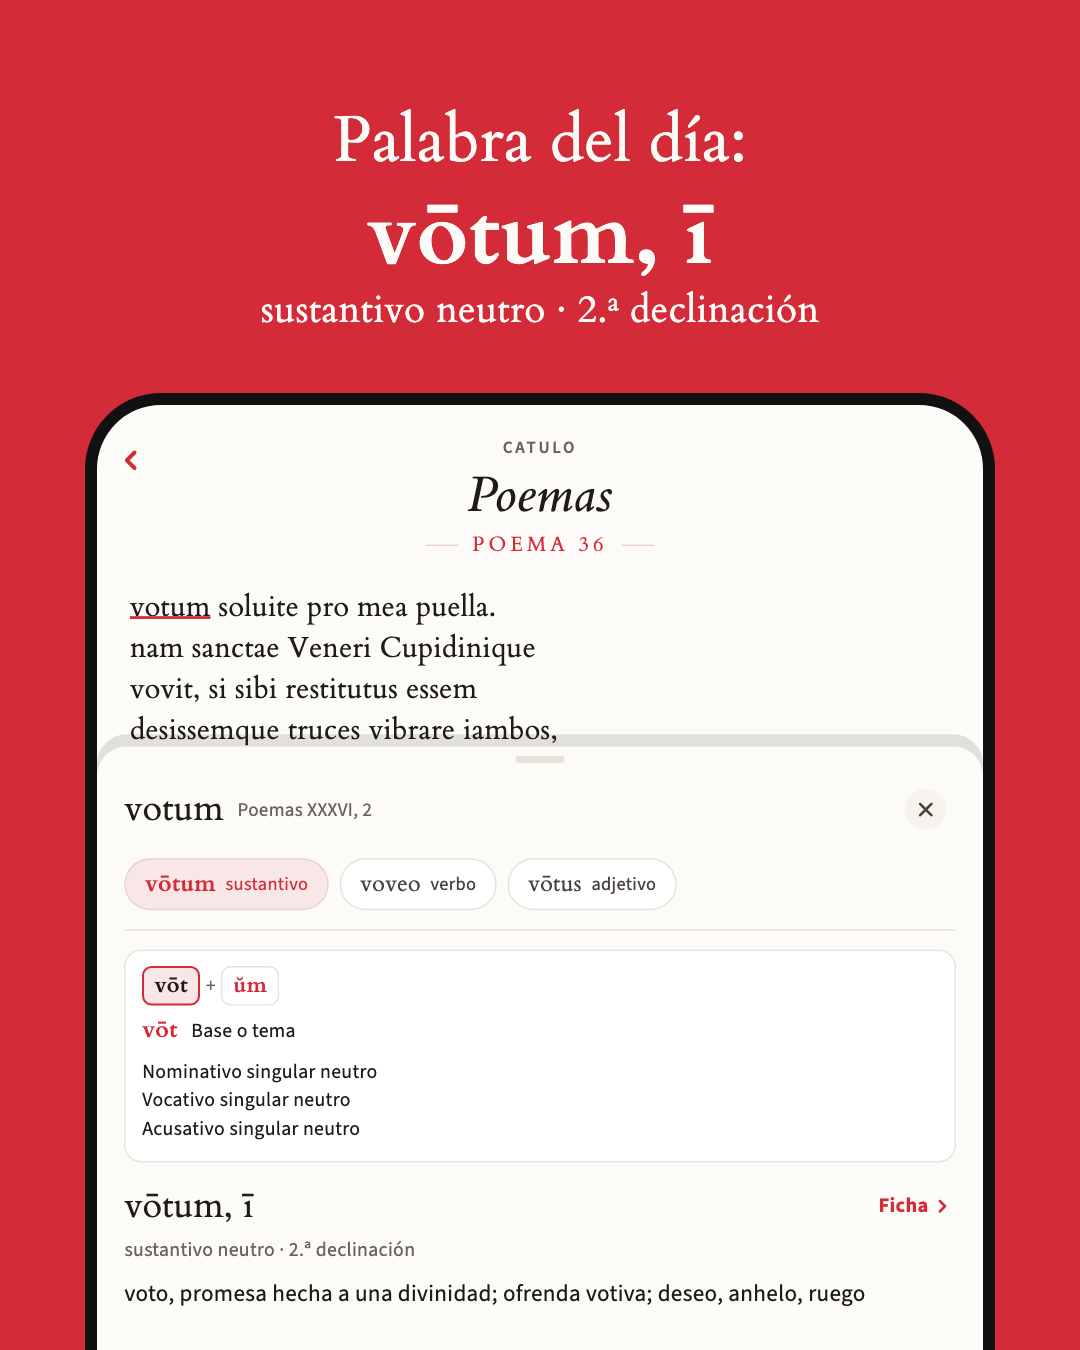 Palabra del día:
vōtum, ī
sustantivo neutro · 2.ª declinación
CATULO
Poemas
POEMA 36
votum soluite pro mea puella.
nam sanctae Veneri Cupidinique
vovit, si sibi restitutus essem
desissemque truces vibrare iambos,
votum Poemas XXXVI, 2
vōtum sustantivo voveo verbo vōtus adjetivo
vōt + ŭm
vōt Base o tema
Nominativo singular neutro
Vocativo singular neutro
Acusativo singular neutro
vōtum, ī Ficha
sustantivo neutro · 2.ª declinación
voto, promesa hecha a una divinidad; ofrenda votiva; deseo, anhelo, ruego